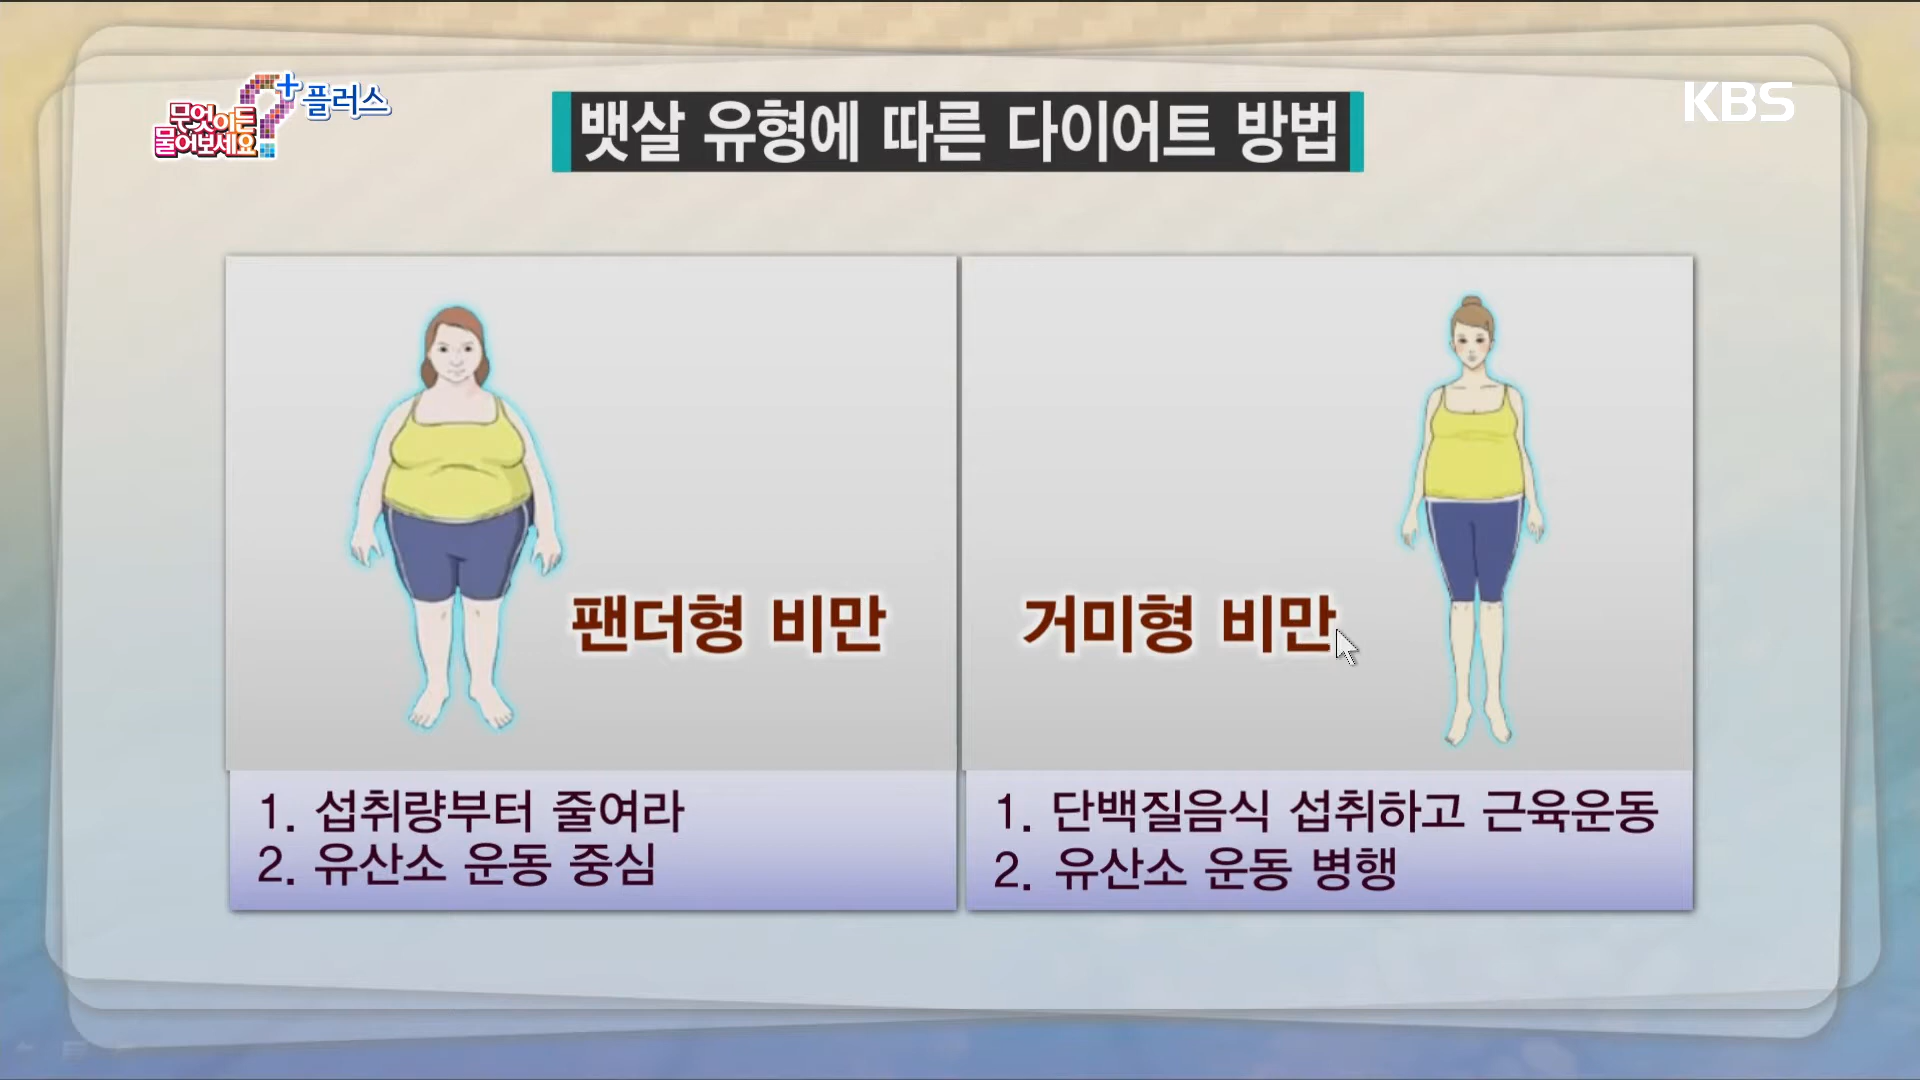 무엇이든
물어보세요
플러스
KBS
뱃살 유형에 따른 다이어트 방법
팬더형 비만
거미형 비만
1. 섭취량부터 줄여라
2. 유산소 운동 중심
1. 단백질음식 섭취하고 근육운동
2. 유산소 운동 병행